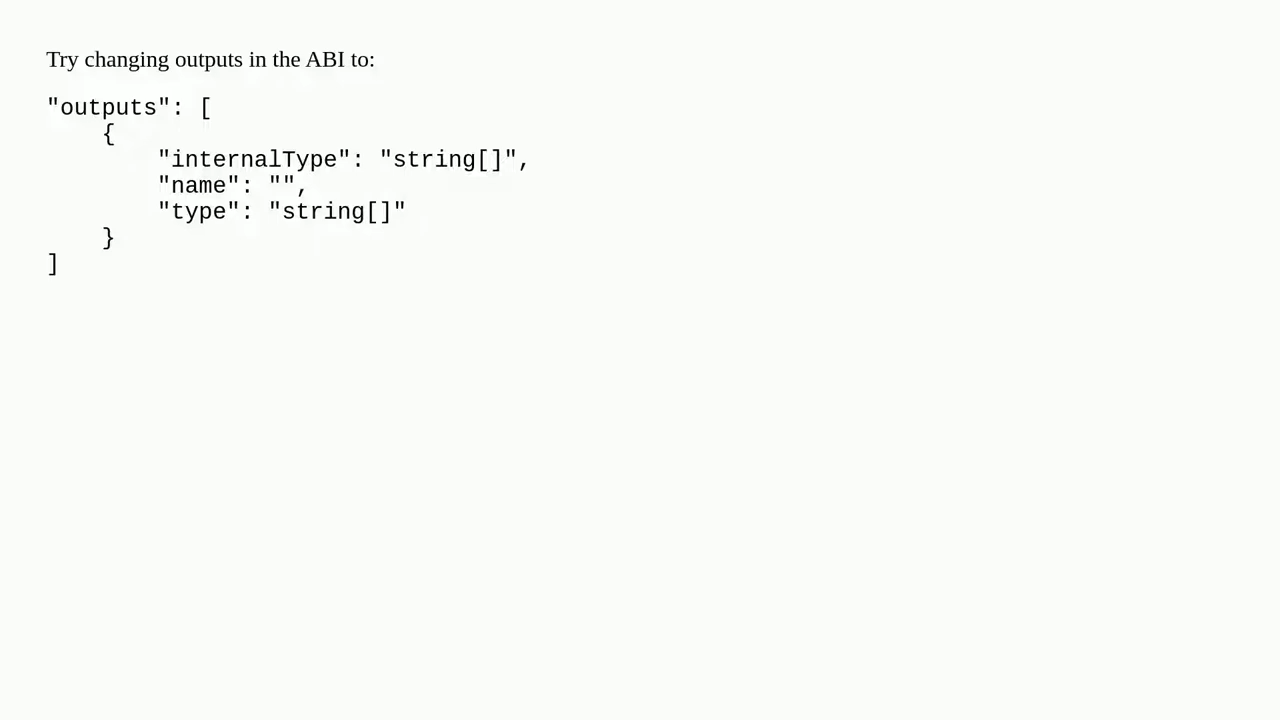 Try changing outputs in the ABI to:
"outputs": [
    {
        "internalType": "string[]",
        "name": "",
        "type": "string[]"
    }
]